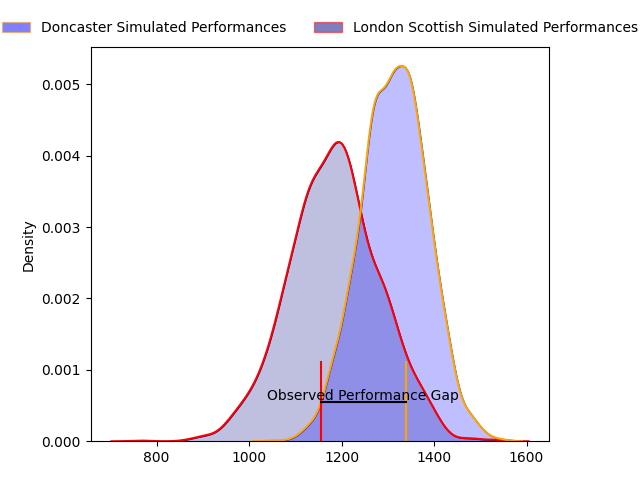 Doncaster Simulated Performances London Scottish Simulated Performances
0.005
0.004
0.003
0.002
0.001
0.000
Density
Observed Performance Gap
800 1000 1200 1400 1600